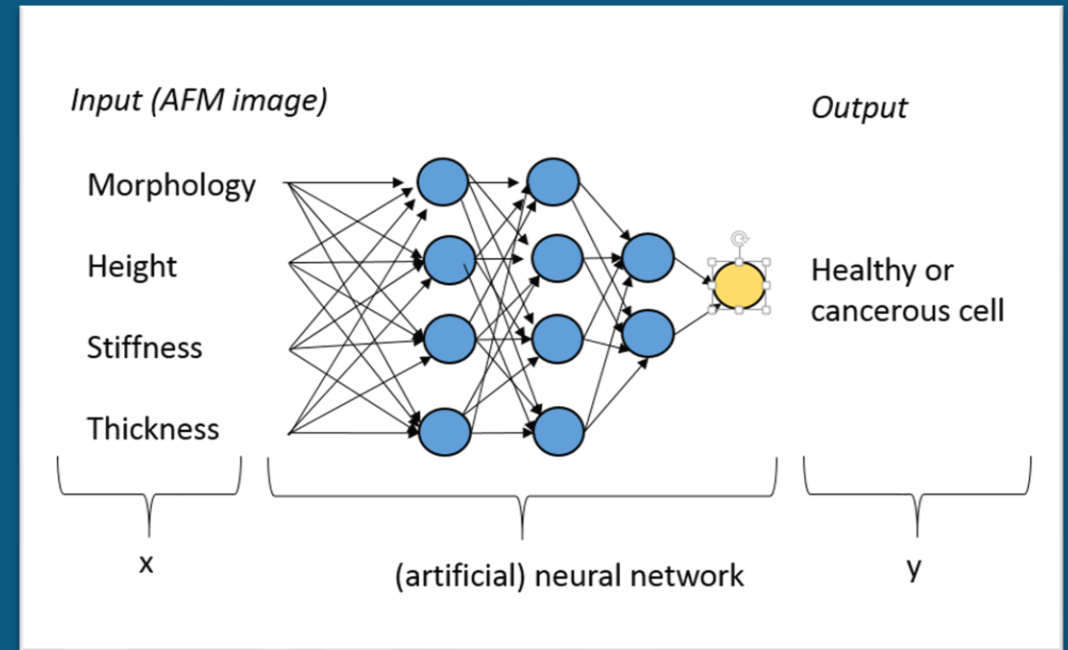 Input (AFM image)
Output
Morphology
Height
Stiffness
Thickness
Healthy or
cancerous cell
x
(artificial) neural network
y